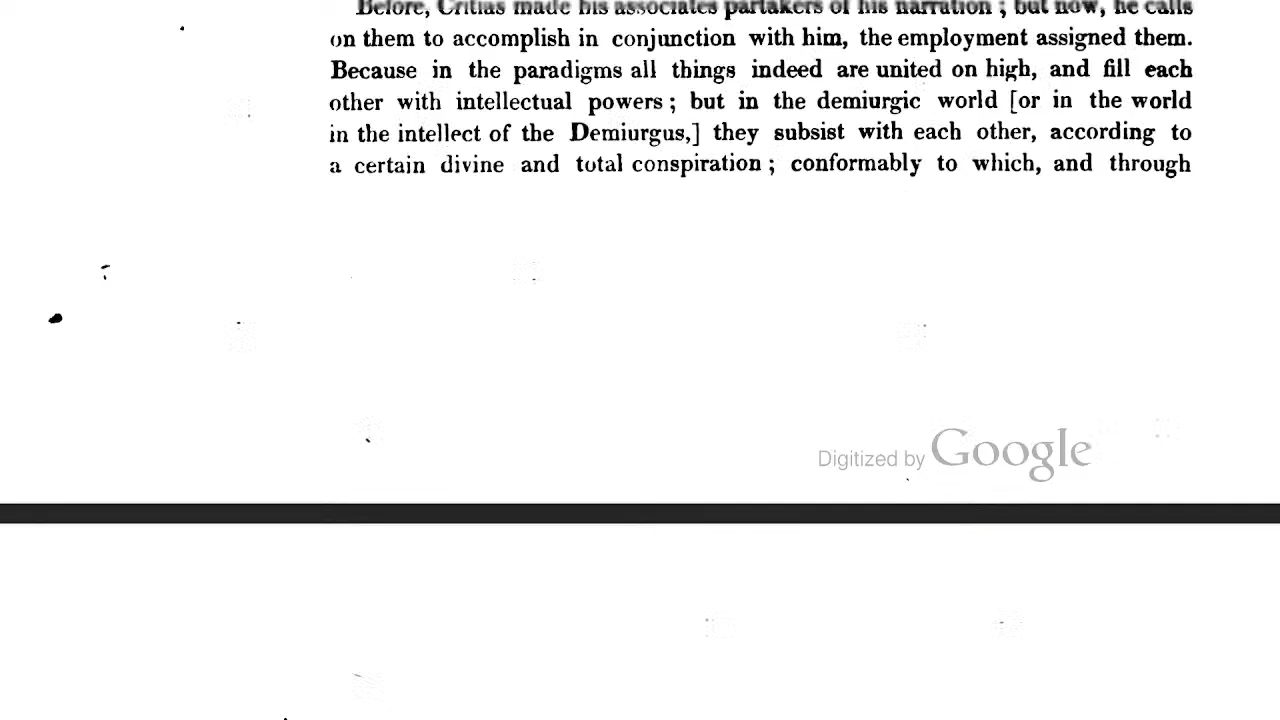 Before, Critias made his associates partakers of his narration ; but now, he calls
on them to accomplish in conjunction with him, the employment assigned them.
Because in the paradigms all things indeed are united on high, and fill each
other with intellectual powers ; but in the demiurgic world [or in the world
in the intellect of the Demiurgus,] they subsist with each other, according to
a certain divine and total conspiration ; conformably to which, and through
Digitized by Google